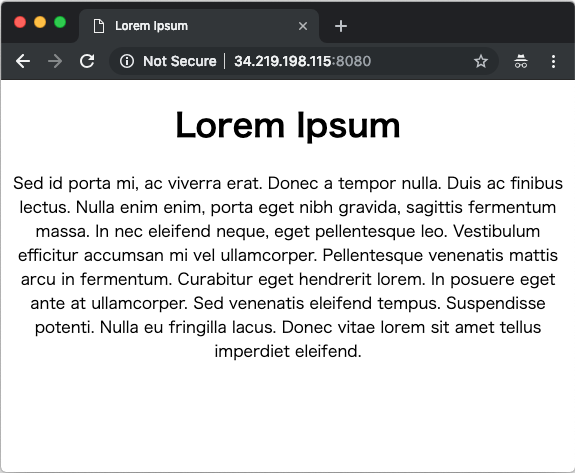 Lorem Ipsum
Not Secure | 34.219.198.115:8080
Lorem Ipsum
Sed id porta mi, ac viverra erat. Donec a tempor nulla. Duis ac finibus
lectus. Nulla enim enim, porta eget nibh gravida, sagittis fermentum
massa. In nec eleifend neque, eget pellentesque leo. Vestibulum
efficitur accumsan mi vel ullamcorper. Pellentesque venenatis mattis
arcu in fermentum. Curabitur eget hendrerit lorem. In posuere eget
ante at ullamcorper. Sed venenatis eleifend tempus. Suspendisse
potenti. Nulla eu fringilla lacus. Donec vitae lorem sit amet tellus
imperdiet eleifend.